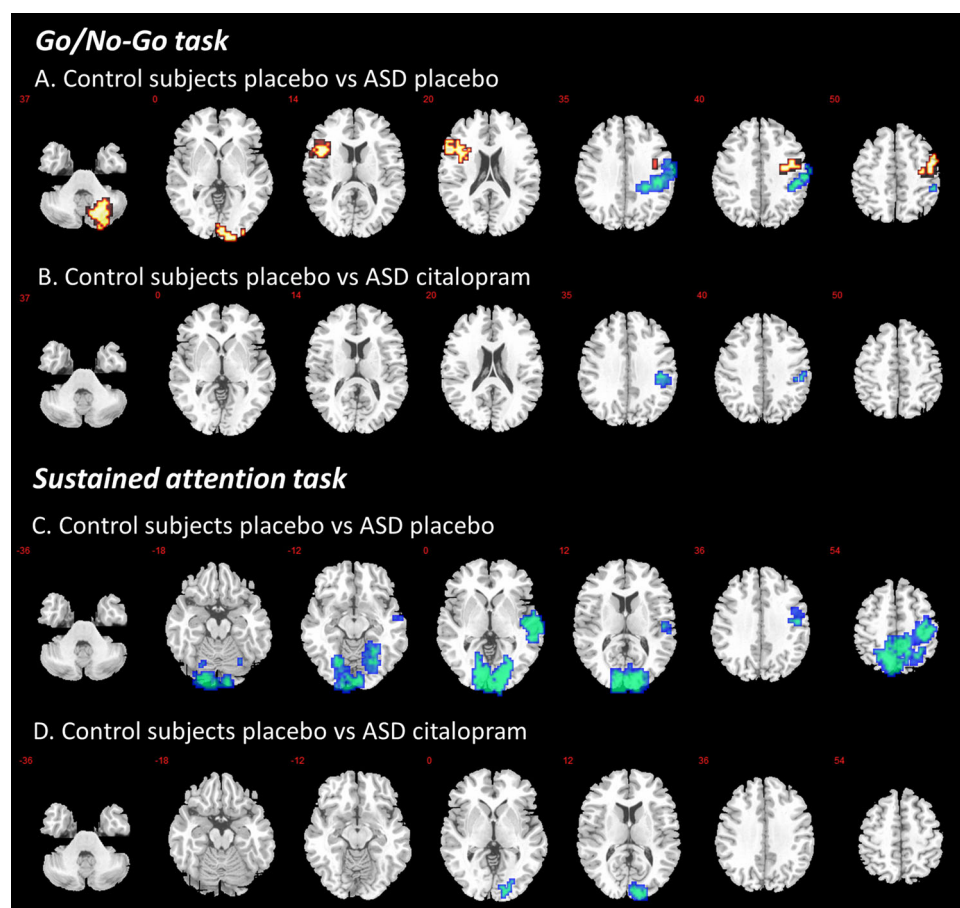 Go/No-Go task
A. Control subjects placebo vs ASD placebo
37 0 14 20 35 40 50
B. Control subjects placebo vs ASD citalopram
37 0 14 20 35 40 50
Sustained attention task
C. Control subjects placebo vs ASD placebo
-36 -18 -12 0 12 36 54
D. Control subjects placebo vs ASD citalopram
-36 -18 -12 0 12 36 54